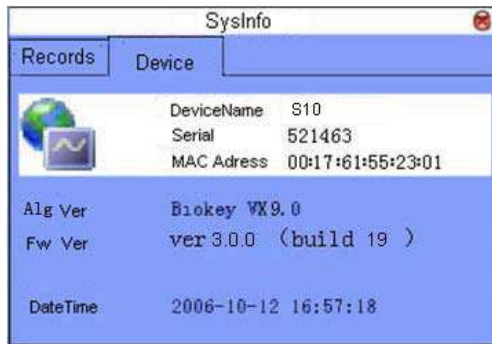 SysInfo
Records Device
DeviceName S10
Serial 521463
MAC Adress 00:17:61:55:23:01
Alg Ver Biokey VX9.0
Fw Ver ver 3.0.0 (build 19 )
DateTime 2006-10-12 16:57:18